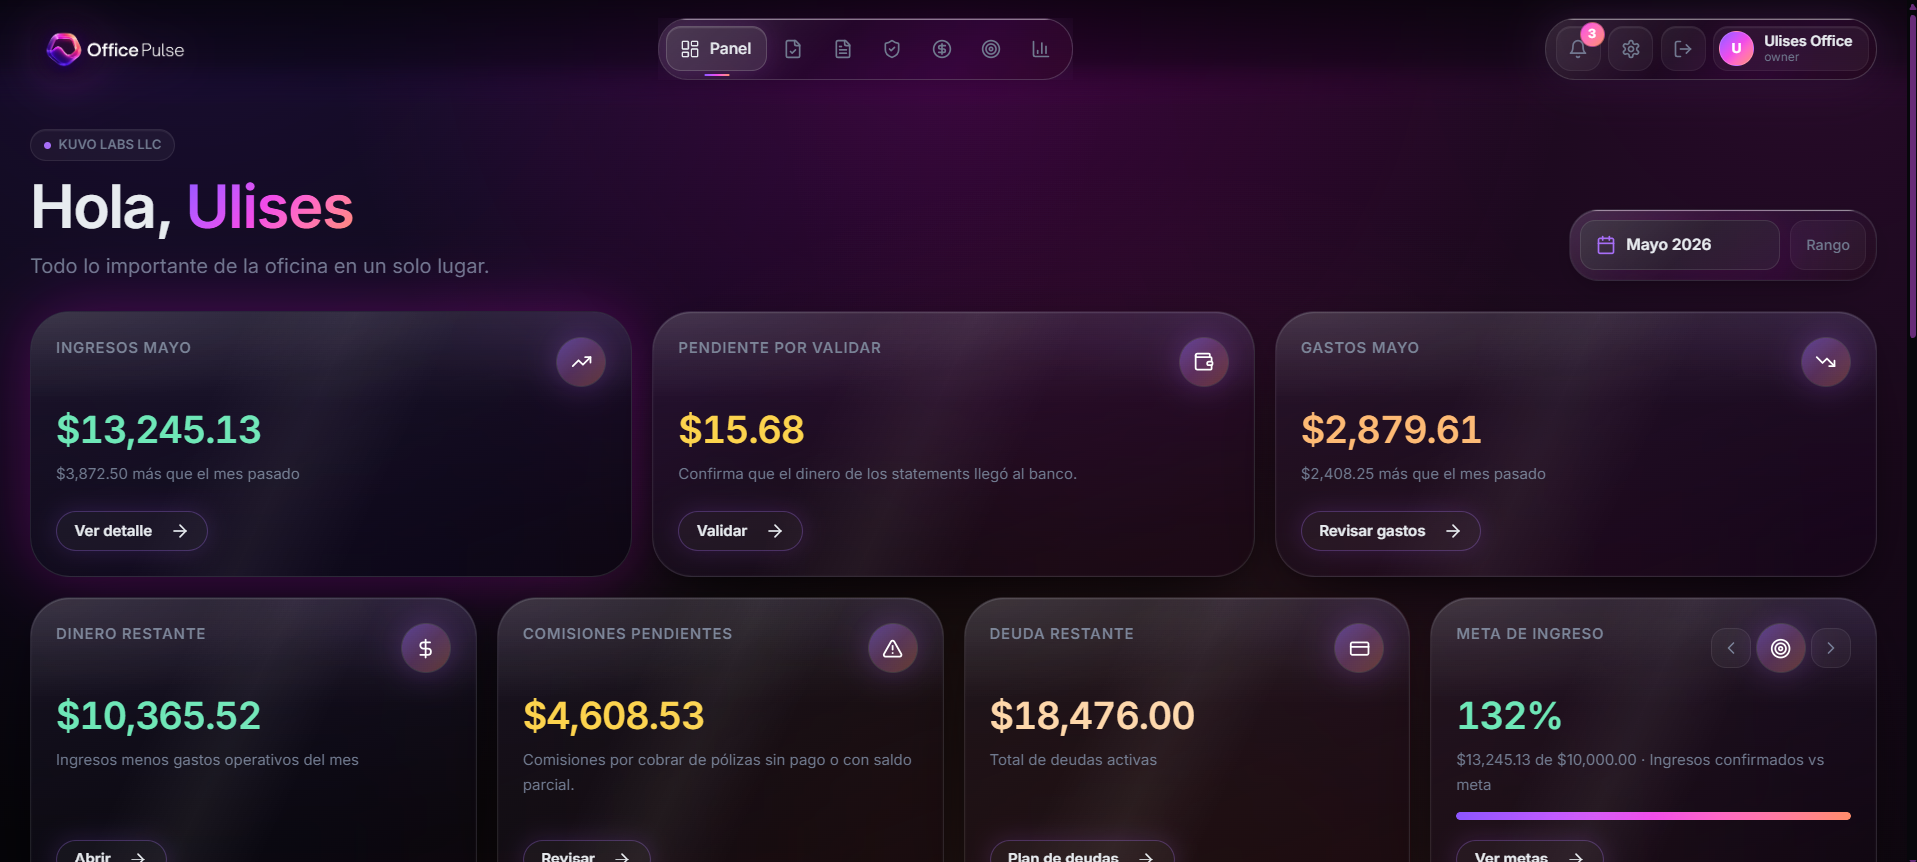 OfficePulse
Panel
3
U
Ulises Office
owner
KUVO LABS LLC
Hola, Ulises
Todo lo importante de la oficina en un solo lugar.
Mayo 2026
Rango
INGRESOS MAYO
$13,245.13
$3,872.50 más que el mes pasado
Ver detalle
PENDIENTE POR VALIDAR
$15.68
Confirma que el dinero de los statements llegó al banco.
Validar
GASTOS MAYO
$2,879.61
$2,408.25 más que el mes pasado
Revisar gastos
DINERO RESTANTE
$10,365.52
Ingresos menos gastos operativos del mes
Abrir
COMISIONES PENDIENTES
$4,608.53
Comisiones por cobrar de pólizas sin pago o con saldo
parcial.
Revisar
DEUDA RESTANTE
$18,476.00
Total de deudas activas
Plan de deudas
META DE INGRESO
132%
$13,245.13 de $10,000.00 · Ingresos confirmados vs
meta
Ver metas